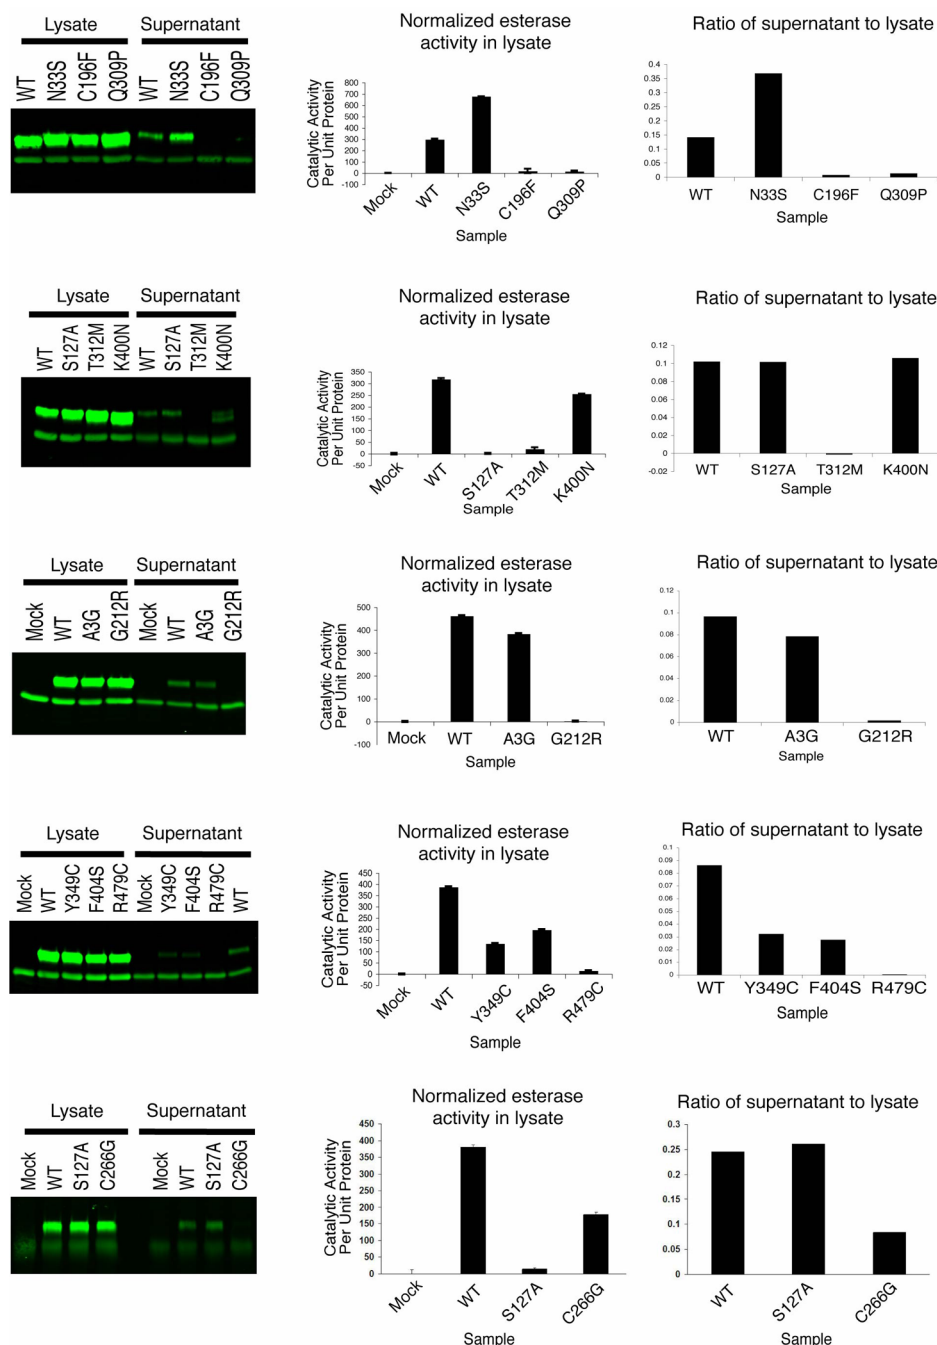 Lysate Supernatant
WT N33S C196F Q309P WT N33S C196F Q309P
Normalized esterase
activity in lysate
Catalytic Activity
Per Unit Protein
800
700
600
500
400
300
200
100
0
-100
Mock WT N33S C196F Q309P
Sample
Ratio of supernatant to lysate
0.4
0.35
0.3
0.25
0.2
0.15
0.1
0.05
0
WT N33S C196F Q309P
Sample
Lysate Supernatant
WT S127A T312M K400N WT S127A T312M K400N
Normalized esterase
activity in lysate
Catalytic Activity
Per Unit Protein
350
300
250
200
150
100
50
0
-50
Mock WT S127A T312M K400N
Sample
Ratio of supernatant to lysate
0.12
0.1
0.08
0.06
0.04
0.02
0
-0.02
WT S127A T312M K400N
Sample
Lysate Supernatant
Mock WT A3G G212R Mock WT A3G G212R
Normalized esterase
activity in lysate
Catalytic Activity
Per Unit Protein
500
400
300
200
100
0
-100
Mock WT A3G G212R
Sample
Ratio of supernatant to lysate
0.12
0.1
0.08
0.06
0.04
0.02
0
WT A3G G212R
Sample
Lysate Supernatant
Mock WT Y349C F404S R479C Mock Y349C F404S R479C WT
Normalized esterase
activity in lysate
Catalytic Activity
Per Unit Protein
450
400
350
300
250
200
150
100
50
0
-50
Mock WT Y349C F404S R479C
Sample
Ratio of supernatant to lysate
0.1
0.09
0.08
0.07
0.06
0.05
0.04
0.03
0.02
0.01
0
WT Y349C F404S R479C
Sample
Lysate Supernatant
Mock WT S127A C266G Mock WT S127A C266G
Normalized esterase
activity in lysate
Catalytic Activity
Per Unit Protein
450
400
350
300
250
200
150
100
50
0
Mock WT S127A C266G
Sample
Ratio of supernatant to lysate
0.3
0.25
0.2
0.15
0.1
0.05
0
WT S127A C266G
Sample